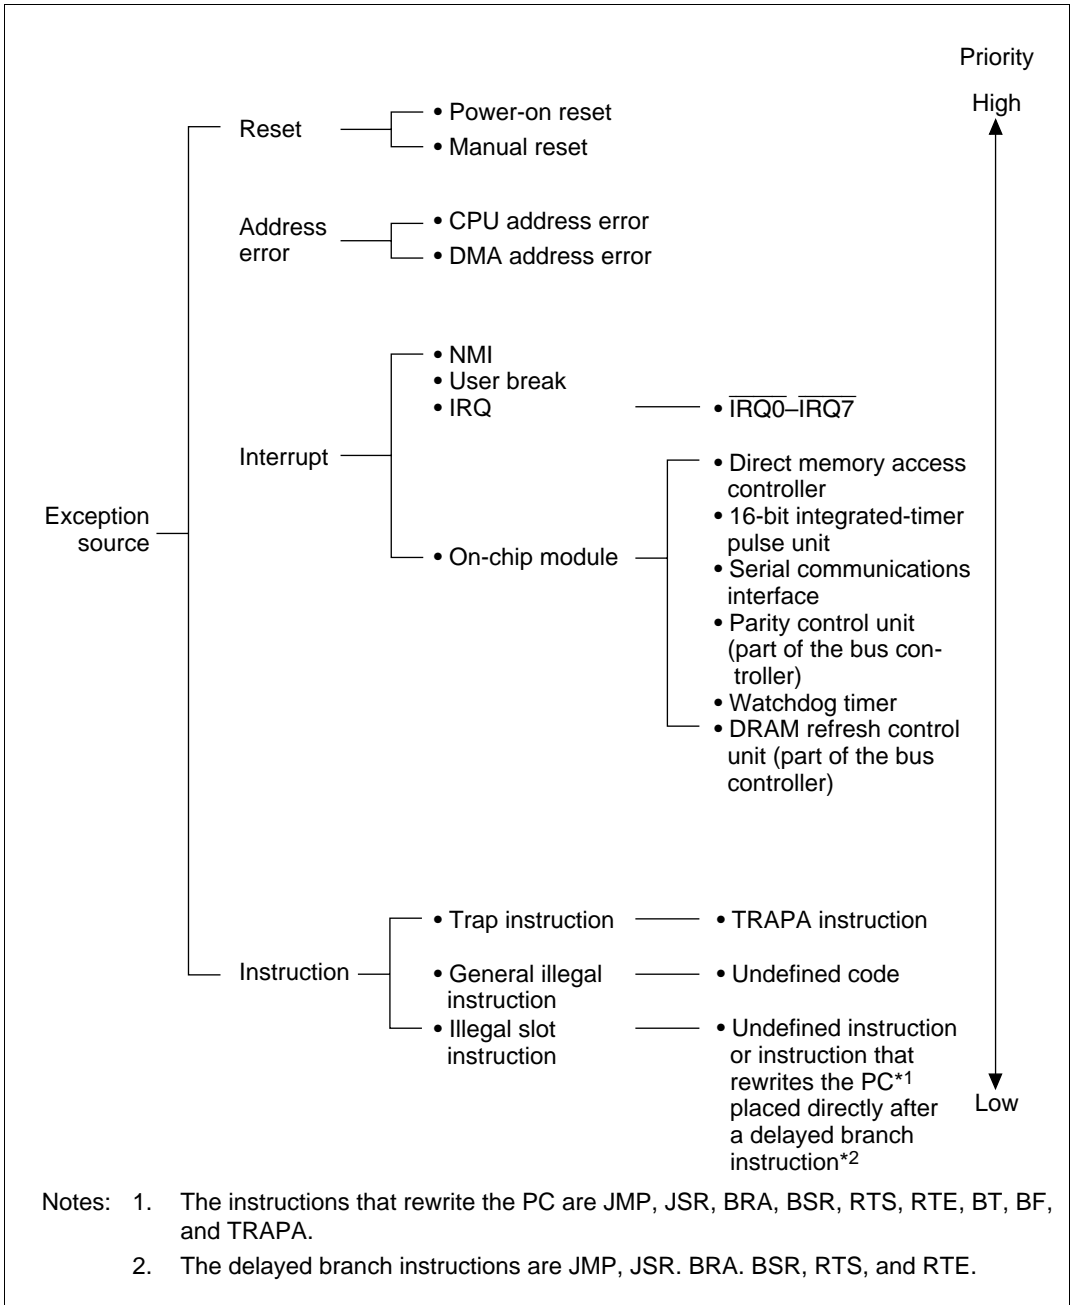 Priority
High
Reset
• Power-on reset
• Manual reset
Address
error
• CPU address error
• DMA address error
• NMI
• User break
• IRQ
• IRQ0–IRQ7
Interrupt
• Direct memory access
controller
• 16-bit integrated-timer
pulse unit
Exception
source
• On-chip module
• Serial communications
interface
• Parity control unit
(part of the bus con-
troller)
• Watchdog timer
• DRAM refresh control
unit (part of the bus
controller)
• Trap instruction
• TRAPA instruction
Instruction
• General illegal
instruction
• Undefined code
• Illegal slot
instruction
• Undefined instruction
or instruction that
rewrites the PC*1
placed directly after
a delayed branch
instruction*2
Low
Notes: 1. The instructions that rewrite the PC are JMP, JSR, BRA, BSR, RTS, RTE, BT, BF,
and TRAPA.
2. The delayed branch instructions are JMP, JSR. BRA. BSR, RTS, and RTE.